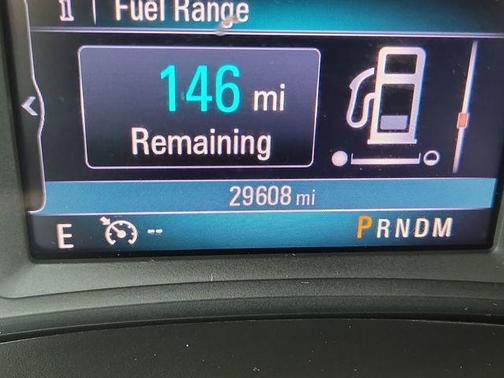 Fuel Range
146 mi
Remaining
29608 mi
E -- PRNDM